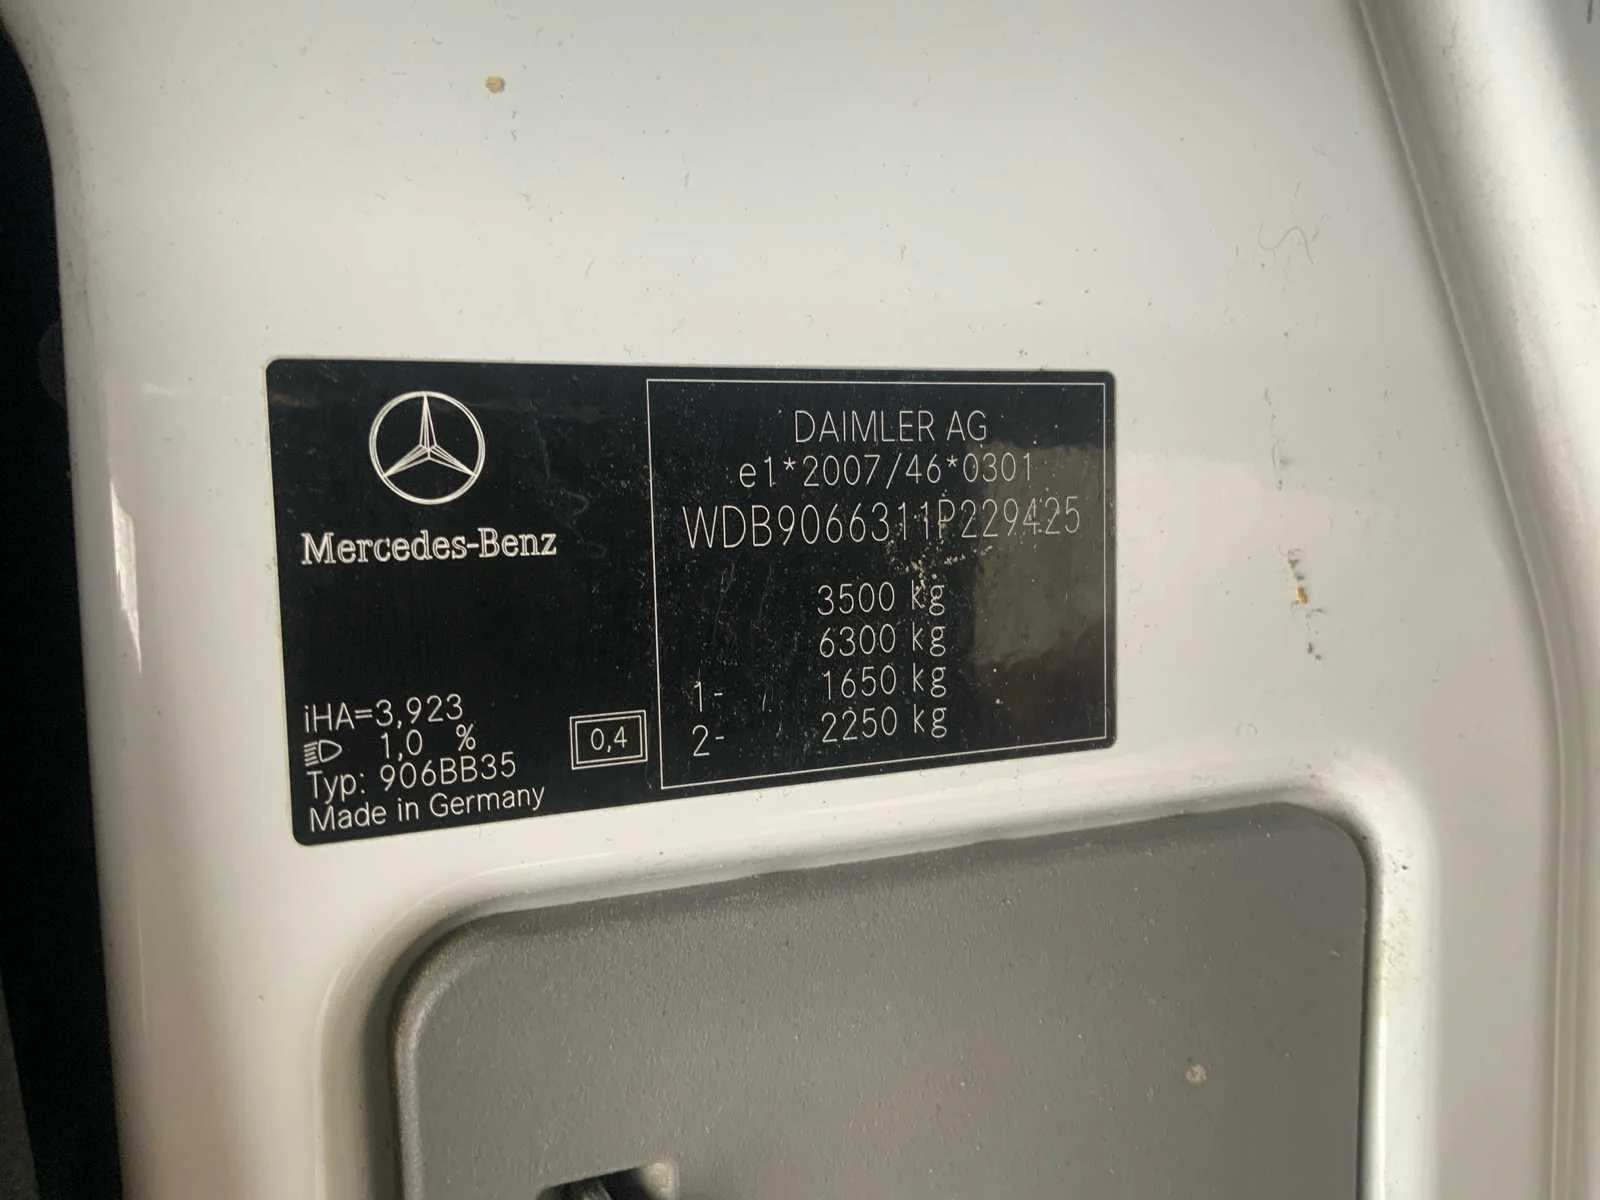 Mercedes-Benz
iHA=3,923
1,0 %
Typ: 906BB35
Made in Germany
0,4
DAIMLER AG
e1*2007/46*0301
WDB9066311P229425
3500 kg
6300 kg
1- 1650 kg
2- 2250 kg